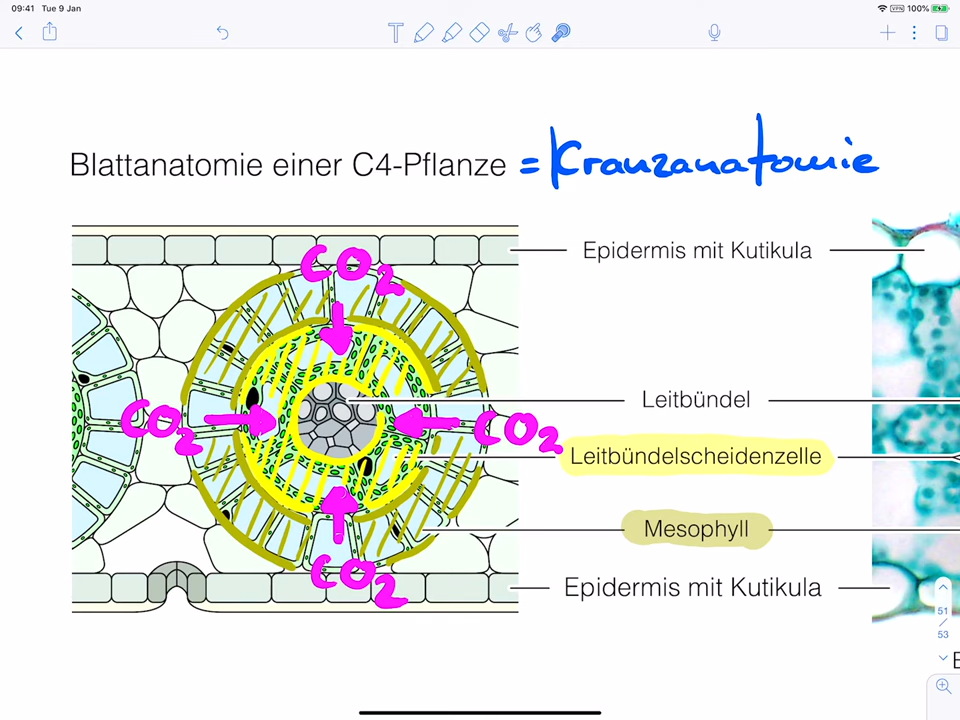 09:41 Tue 9 Jan
VPN 100%
T
Blattanatomie einer C4-Pflanze = Kranzanatomie
CO2
Epidermis mit Kutikula
Leitbündel
CO2
CO2
Leitbündelscheidenzelle
Mesophyll
CO2
Epidermis mit Kutikula
51
/
53
E